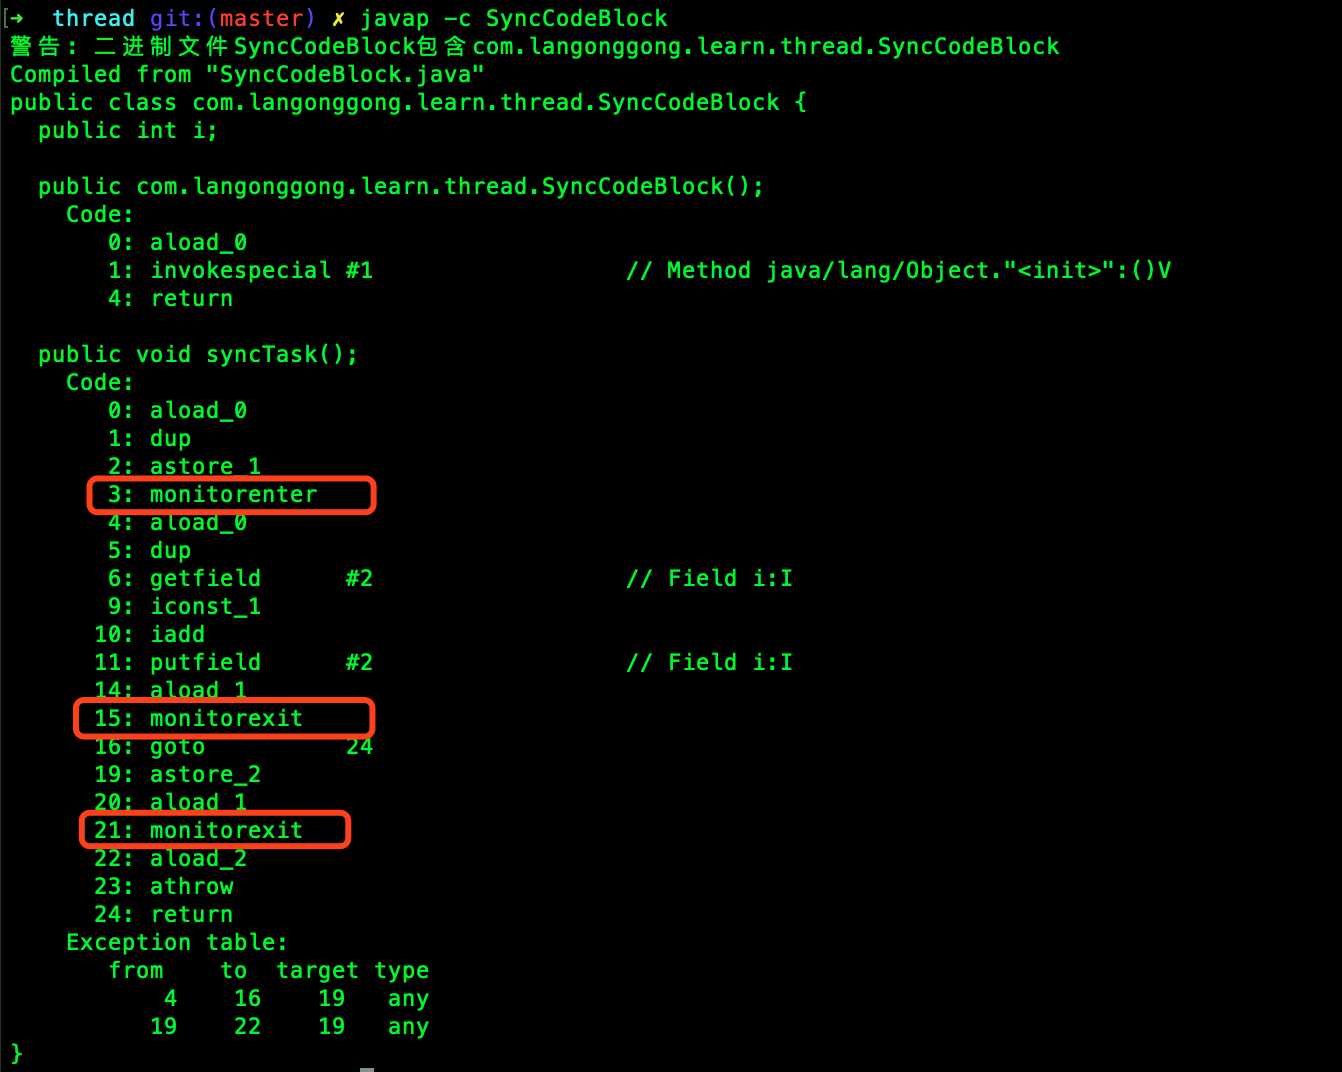 [➜  thread git:(master) ✗ javap -c SyncCodeBlock
警告: 二进制文件SyncCodeBlock包含com.langonggong.learn.thread.SyncCodeBlock
Compiled from "SyncCodeBlock.java"
public class com.langonggong.learn.thread.SyncCodeBlock {
  public int i;

  public com.langonggong.learn.thread.SyncCodeBlock();
    Code:
       0: aload_0
       1: invokespecial #1                  // Method java/lang/Object."<init>":()V
       4: return

  public void syncTask();
    Code:
       0: aload_0
       1: dup
       2: astore_1
       3: monitorenter
       4: aload_0
       5: dup
       6: getfield      #2                  // Field i:I
       9: iconst_1
      10: iadd
      11: putfield      #2                  // Field i:I
      14: aload_1
      15: monitorexit
      16: goto          24
      19: astore_2
      20: aload_1
      21: monitorexit
      22: aload_2
      23: athrow
      24: return
    Exception table:
       from    to  target type
           4    16    19   any
          19    22    19   any
}